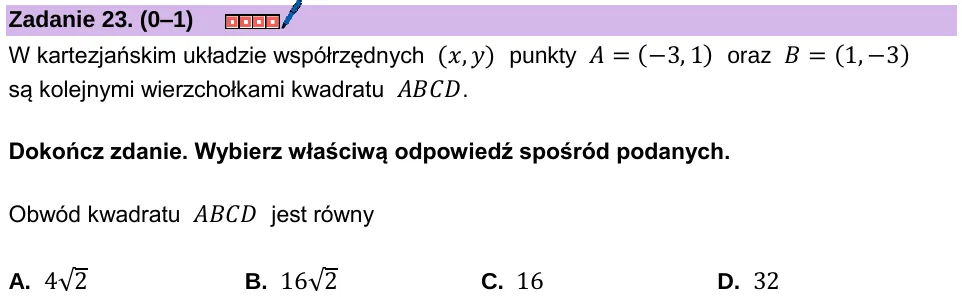 Zadanie 23. (0–1)
W kartezjańskim układzie współrzędnych (x, y) punkty A = (−3, 1) oraz B = (1, −3)
są kolejnymi wierzchołkami kwadratu ABCD.
Dokończ zdanie. Wybierz właściwą odpowiedź spośród podanych.
Obwód kwadratu ABCD jest równy
A. 4√2 B. 16√2 C. 16 D. 32